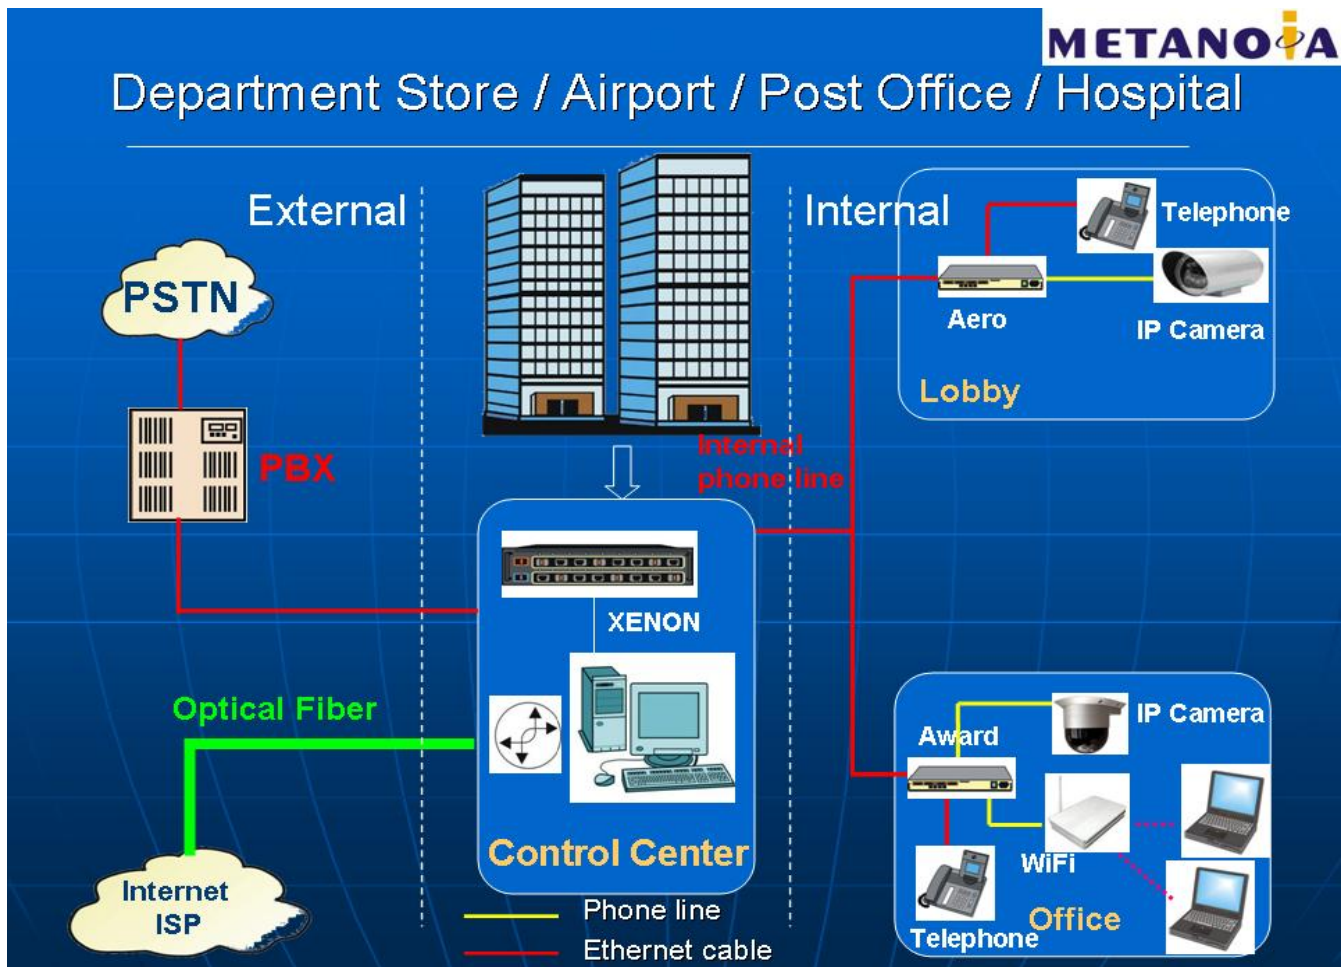 METANOiA
Department Store / Airport / Post Office / Hospital
External
Internal
PSTN
PBX
Internal
phone line
Telephone
Aero
IP Camera
Lobby
XENON
Optical Fiber
Control Center
Internet
ISP
IP Camera
Award
WiFi
Telephone
Office
Phone line
Ethernet cable